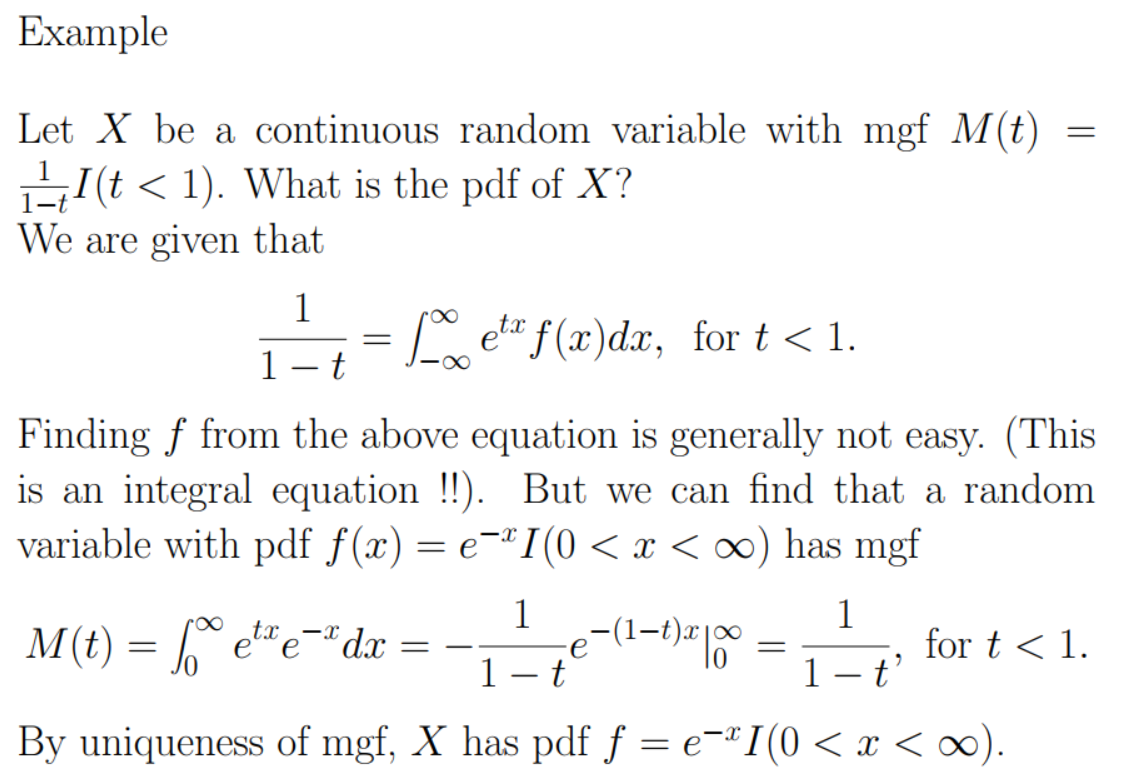 Example
Let X be a continuous random variable with mgf M(t) =
1/(1−t) I(t < 1). What is the pdf of X?
We are given that
1/(1 − t) = ∫_{−∞}^{∞} e^{tx} f(x)dx, for t < 1.
Finding f from the above equation is generally not easy. (This
is an integral equation !!). But we can find that a random
variable with pdf f(x) = e^{−x}I(0 < x < ∞) has mgf
M(t) = ∫_0^∞ e^{tx}e^{−x}dx = −1/(1 − t) e^{−(1−t)x}|_0^∞ = 1/(1 − t), for t < 1.
By uniqueness of mgf, X has pdf f = e^{−x}I(0 < x < ∞).